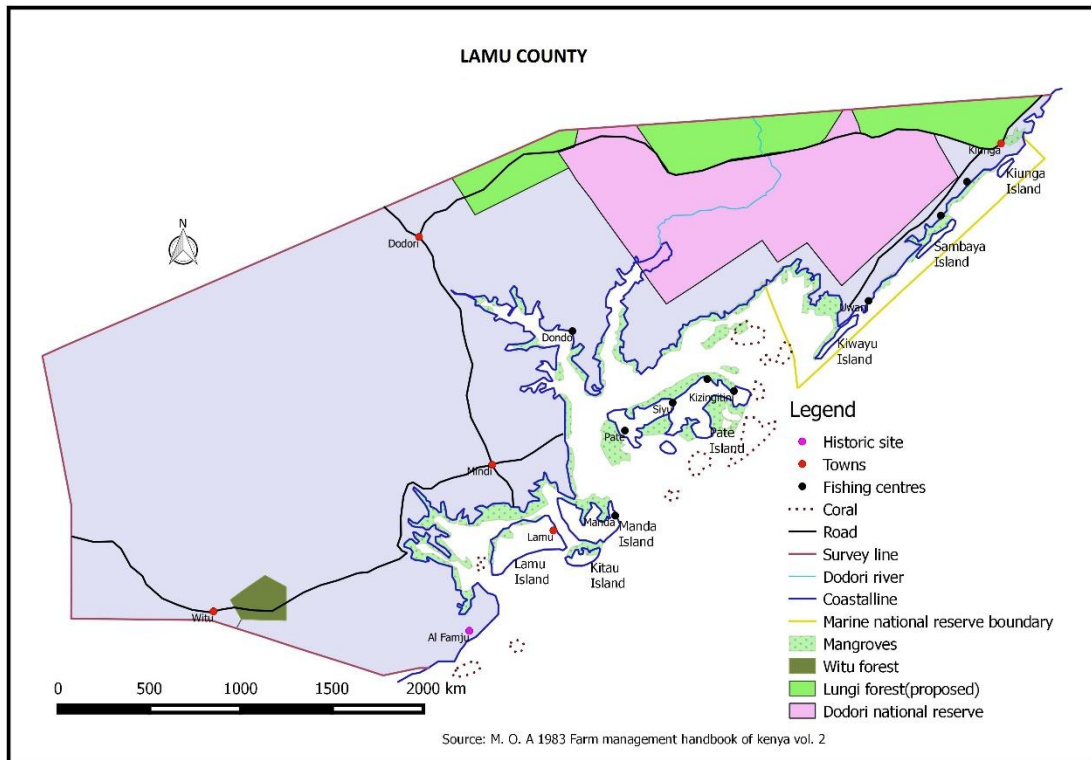 LAMU COUNTY
N
Kiunga
Kiunga
Island
Dodori
Sambaya
Island
Uwani
Kiwayu
Island
Dondo
Kizingitini
Siyu
Pate
Pate
Island
Mindi
Manda
Manda
Island
Lamu
Lamu
Island
Kitau
Island
Witu
Al Famju
Legend
Historic site
Towns
Fishing centres
Coral
Road
Survey line
Dodori river
Coastalline
Marine national reserve boundary
Mangroves
Witu forest
Lungi forest(proposed)
Dodori national reserve
0 500 1000 1500 2000 km
Source: M. O. A 1983 Farm management handbook of kenya vol. 2